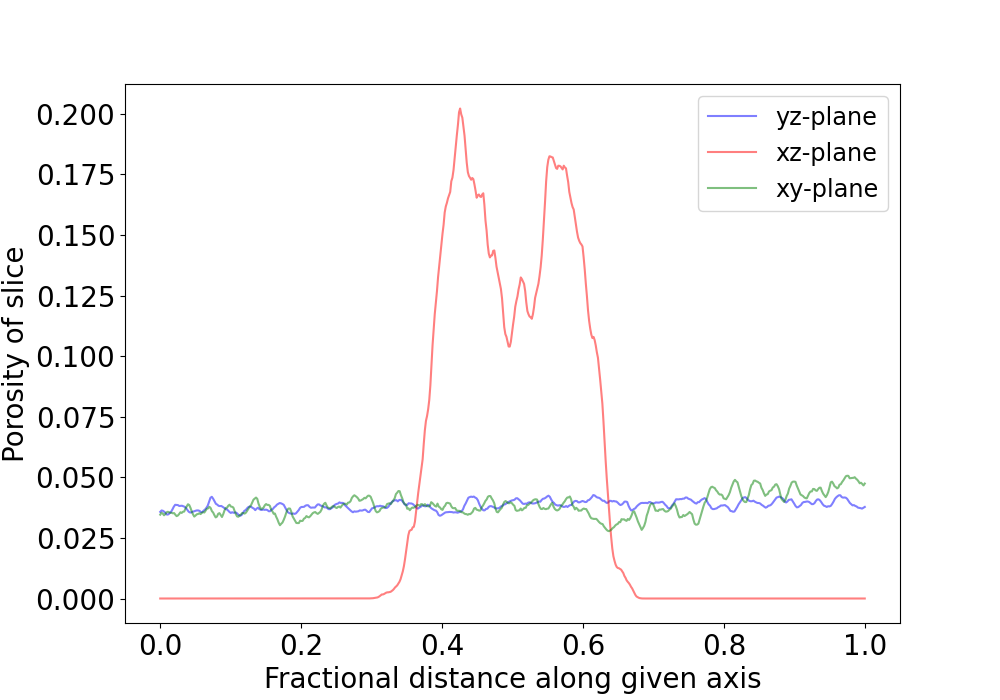 yz-plane
xz-plane
xy-plane
0.200
0.175
0.150
0.125
0.100
0.075
0.050
0.025
0.000
Porosity of slice
0.0 0.2 0.4 0.6 0.8 1.0
Fractional distance along given axis